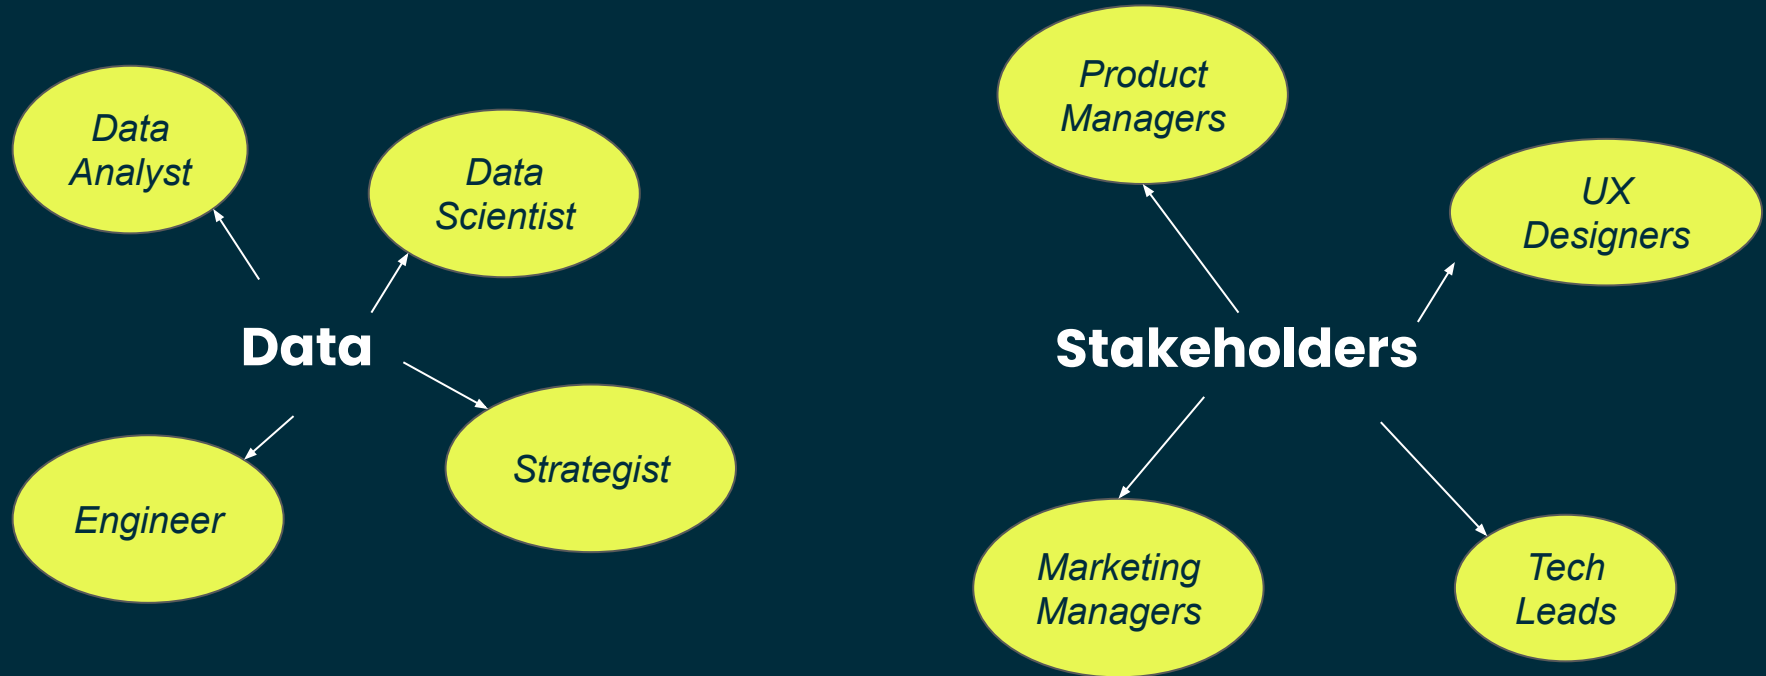 Data
Analyst
Data
Scientist
Data
Engineer
Strategist
Product
Managers
UX
Designers
Stakeholders
Marketing
Managers
Tech
Leads